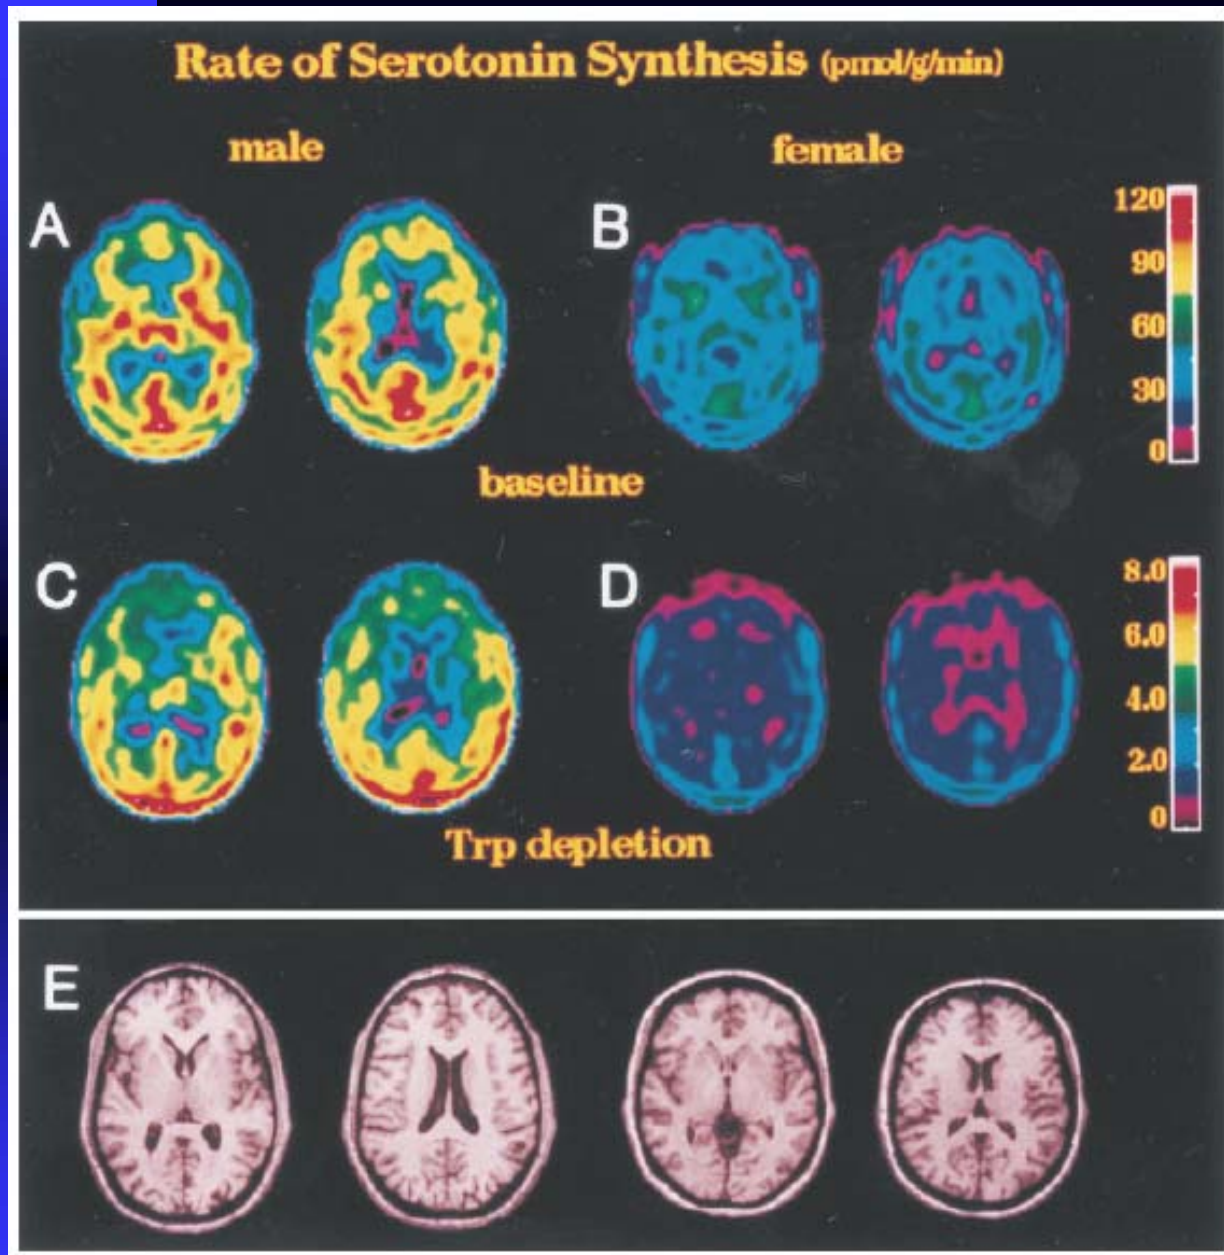 Rate of Serotonin Synthesis (pmol/g/min)
male female
A B
120
90
60
30
0
baseline
C D
8.0
6.0
4.0
2.0
0
Trp depletion
E